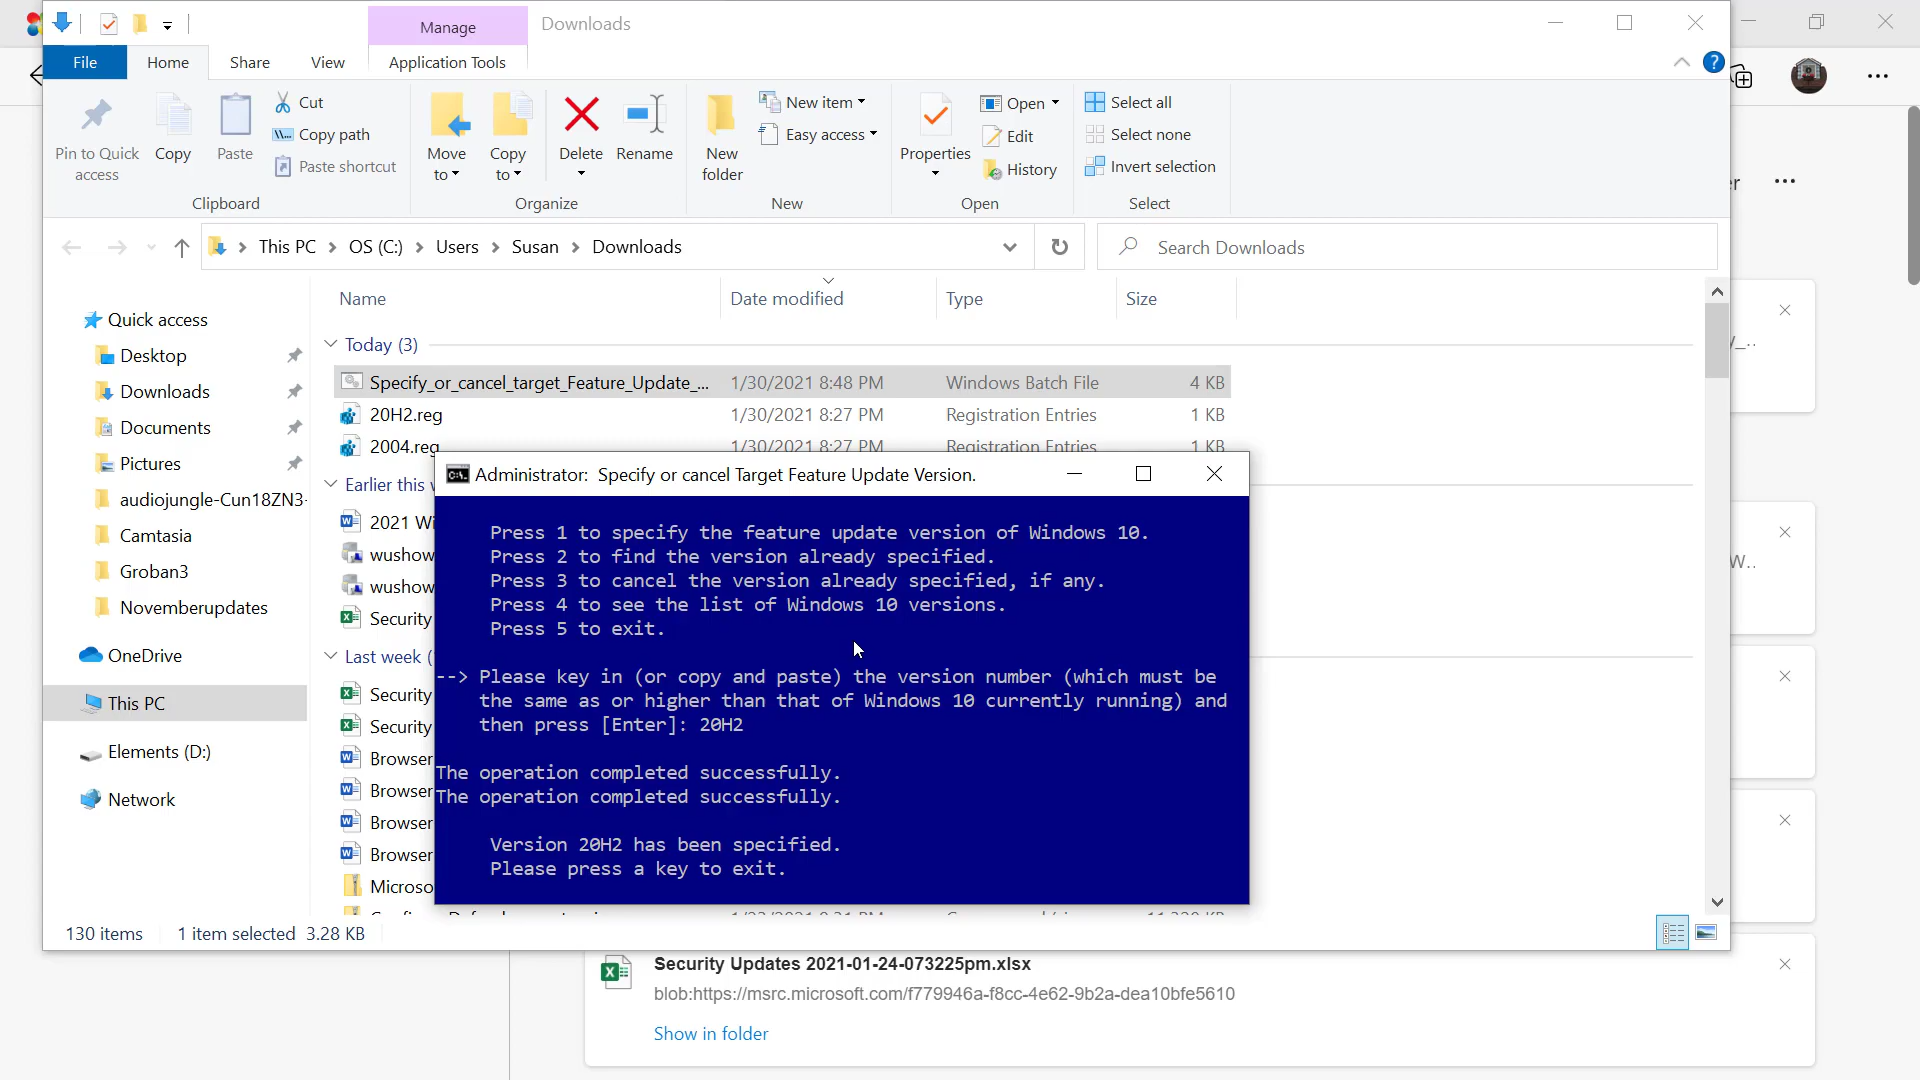 Manage
Downloads
File
Home
Share
View
Application Tools
?
Pin to Quick access
Copy
Paste
Cut
Copy path
Paste shortcut
Clipboard
Move to
Copy to
Delete
Rename
Organize
New folder
New item
Easy access
New
Properties
Open
Edit
History
Open
Select all
Select none
Invert selection
Select
This PC > OS (C:) > Users > Susan > Downloads
Search Downloads
Name
Date modified
Type
Size
Quick access
Desktop
Downloads
Documents
Pictures
audiojungle-Cun18ZN3-
Camtasia
Groban3
Novemberupdates
OneDrive
This PC
Elements (D:)
Network
Today (3)
Specify_or_cancel_target_Feature_Update_... 1/30/2021 8:48 PM Windows Batch File 4 KB
20H2.reg 1/30/2021 8:27 PM Registration Entries 1 KB
2004.reg 1/30/2021 8:27 PM Registration Entries 1 KB
Earlier this
2021
wushow
wushow
Security
Last week
Security
Security
Browser
Browser
Browser
Browser
Microso
Administrator: Specify or cancel Target Feature Update Version.
Press 1 to specify the feature update version of Windows 10.
Press 2 to find the version already specified.
Press 3 to cancel the version already specified, if any.
Press 4 to see the list of Windows 10 versions.
Press 5 to exit.
--> Please key in (or copy and paste) the version number (which must be
the same as or higher than that of Windows 10 currently running) and
then press [Enter]: 20H2
The operation completed successfully.
The operation completed successfully.
Version 20H2 has been specified.
Please press a key to exit.
130 items 1 item selected 3.28 KB
Security Updates 2021-01-24-073225pm.xlsx
blob:https://msrc.microsoft.com/f779946a-f8cc-4e62-9b2a-dea10bfe5610
Show in folder